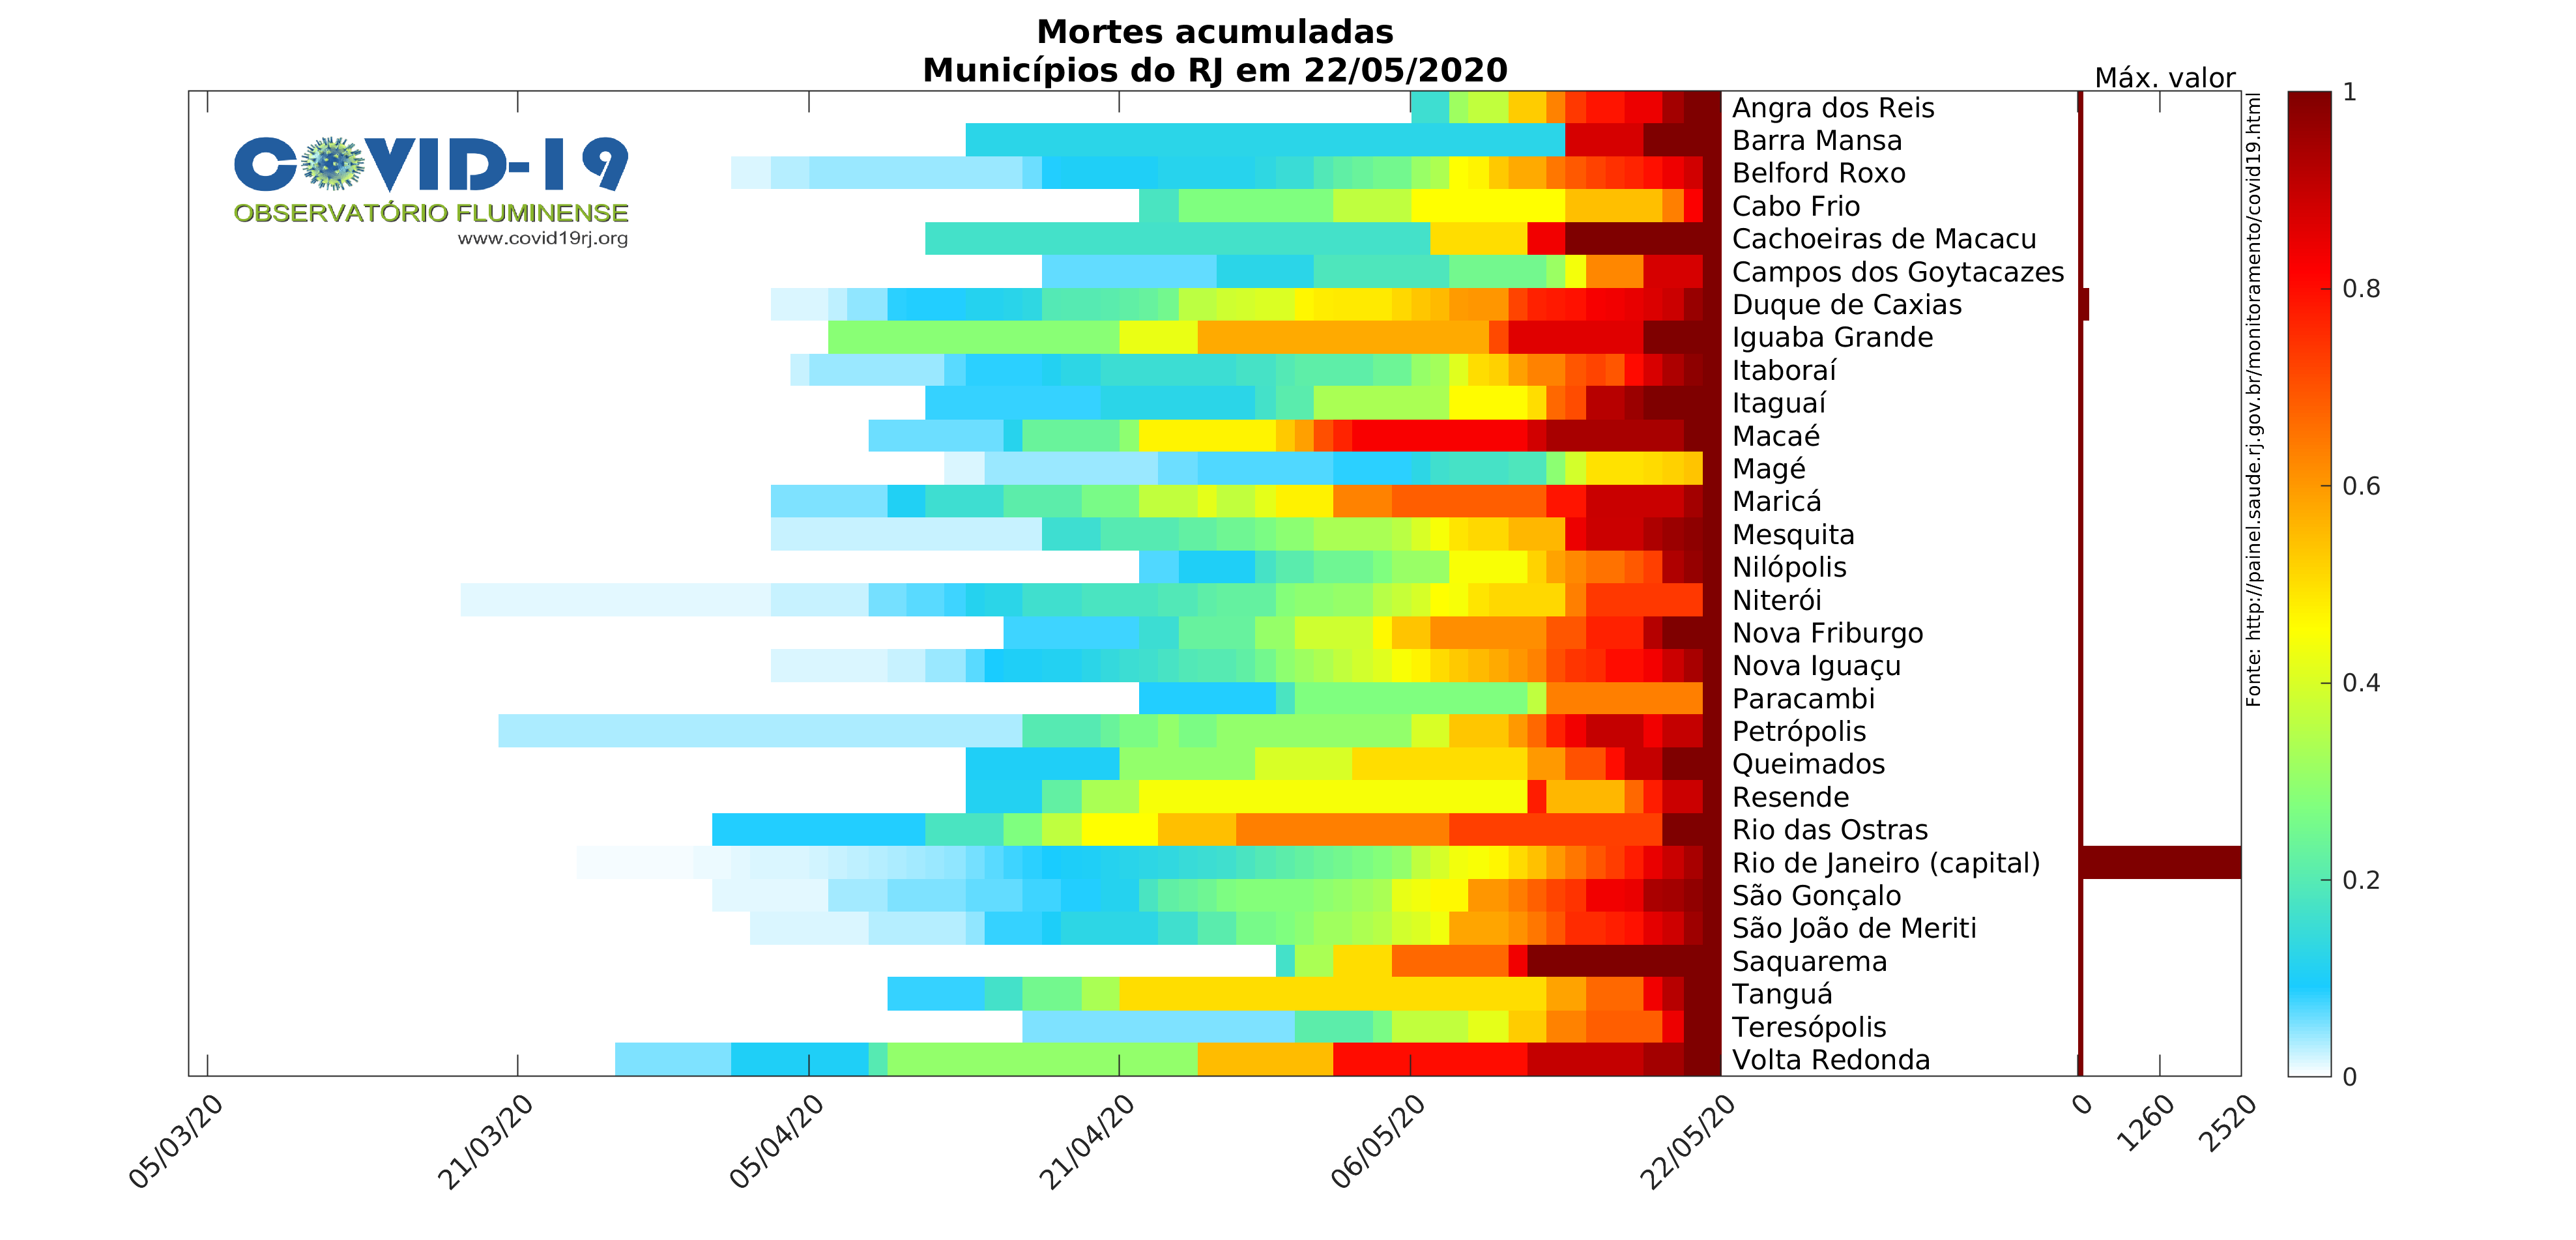 Mortes acumuladas
Municípios do RJ em 22/05/2020
Máx. valor
COVID-19
OBSERVATÓRIO FLUMINENSE
www.covid19rj.org
Angra dos Reis
Barra Mansa
Belford Roxo
Cabo Frio
Cachoeiras de Macacu
Campos dos Goytacazes
Duque de Caxias
Iguaba Grande
Itaboraí
Itaguaí
Macaé
Magé
Maricá
Mesquita
Nilópolis
Niterói
Nova Friburgo
Nova Iguaçu
Paracambi
Petrópolis
Queimados
Resende
Rio das Ostras
Rio de Janeiro (capital)
São Gonçalo
São João de Meriti
Saquarema
Tanguá
Teresópolis
Volta Redonda
Fonte: http://painel.saude.rj.gov.br/monitoramento/covid19.html
1
0.8
0.6
0.4
0.2
0
05/03/20
21/03/20
05/04/20
21/04/20
06/05/20
22/05/20
0
1260
2520